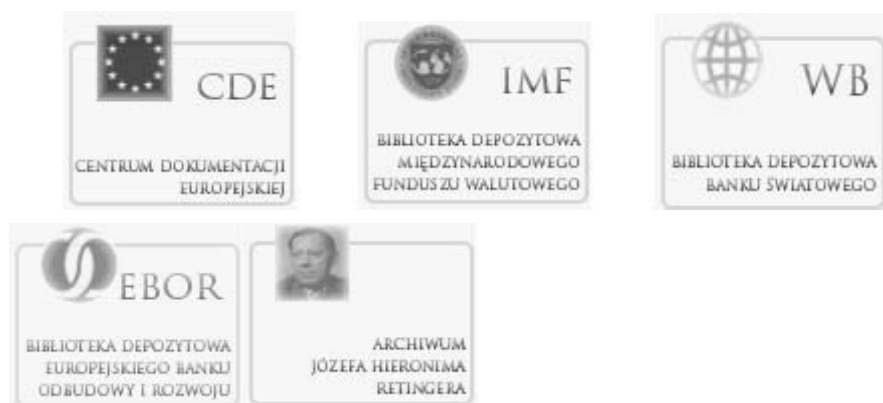 CDE
CENTRUM DOKUMENTACJI
EUROPEJSKIEJ
IMF
BIBLIOTEKA DEPOZYTOWA
MIĘDZYNARODOWEGO
FUNDUSZU WALUTOWEGO
WB
BIBLIOTEKA DEPOZYTOWA
BANKU ŚWIATOWEGO
EBOR
BIBLIOTEKA DEPOZYTOWA
EUROPEJSKIEGO BANKU
ODBUDOWY I ROZWOJU
ARCHIWUM
JÓZEFA HIERONIMA
RETINGERA